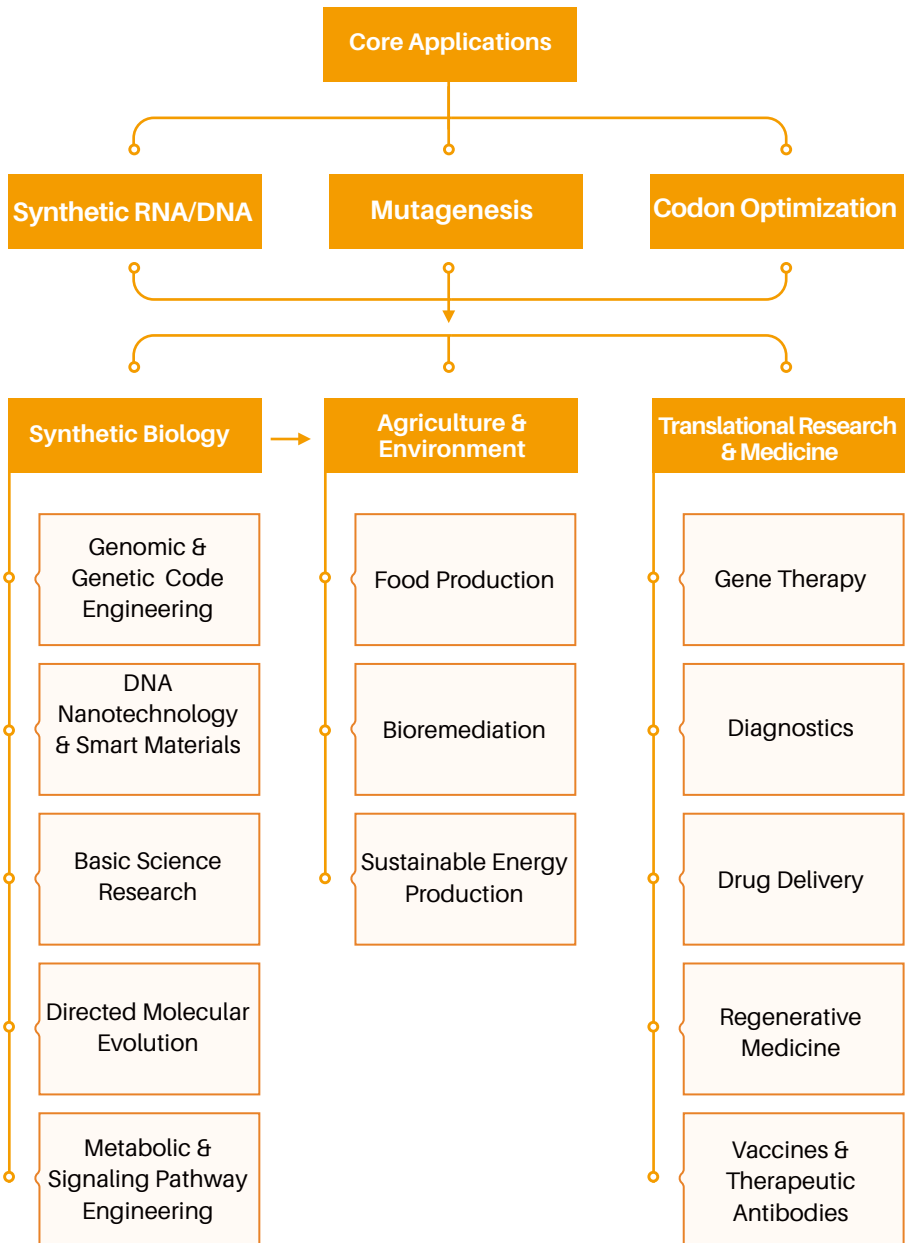 Core Applications
Synthetic RNA/DNA
Mutagenesis
Codon Optimization
Synthetic Biology
Genomic &
Genetic Code
Engineering
DNA
Nanotechnology
& Smart Materials
Basic Science
Research
Directed Molecular
Evolution
Metabolic &
Signaling Pathway
Engineering
Agriculture &
Environment
Food Production
Bioremediation
Sustainable Energy
Production
Translational Research
& Medicine
Gene Therapy
Diagnostics
Drug Delivery
Regenerative
Medicine
Vaccines &
Therapeutic
Antibodies